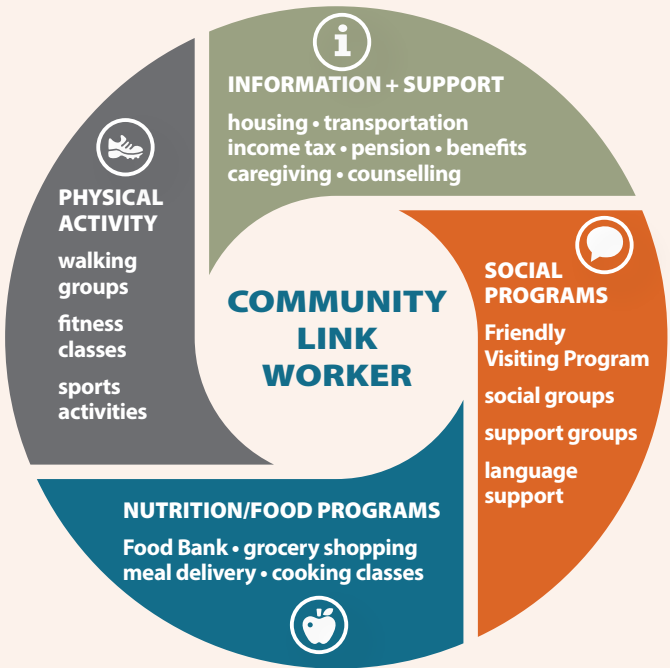 INFORMATION + SUPPORT
housing • transportation
income tax • pension • benefits
caregiving • counselling
PHYSICAL
ACTIVITY
walking
groups
fitness
classes
sports
activities
COMMUNITY
LINK
WORKER
SOCIAL
PROGRAMS
Friendly
Visiting Program
social groups
support groups
language
support
NUTRITION/FOOD PROGRAMS
Food Bank • grocery shopping
meal delivery • cooking classes